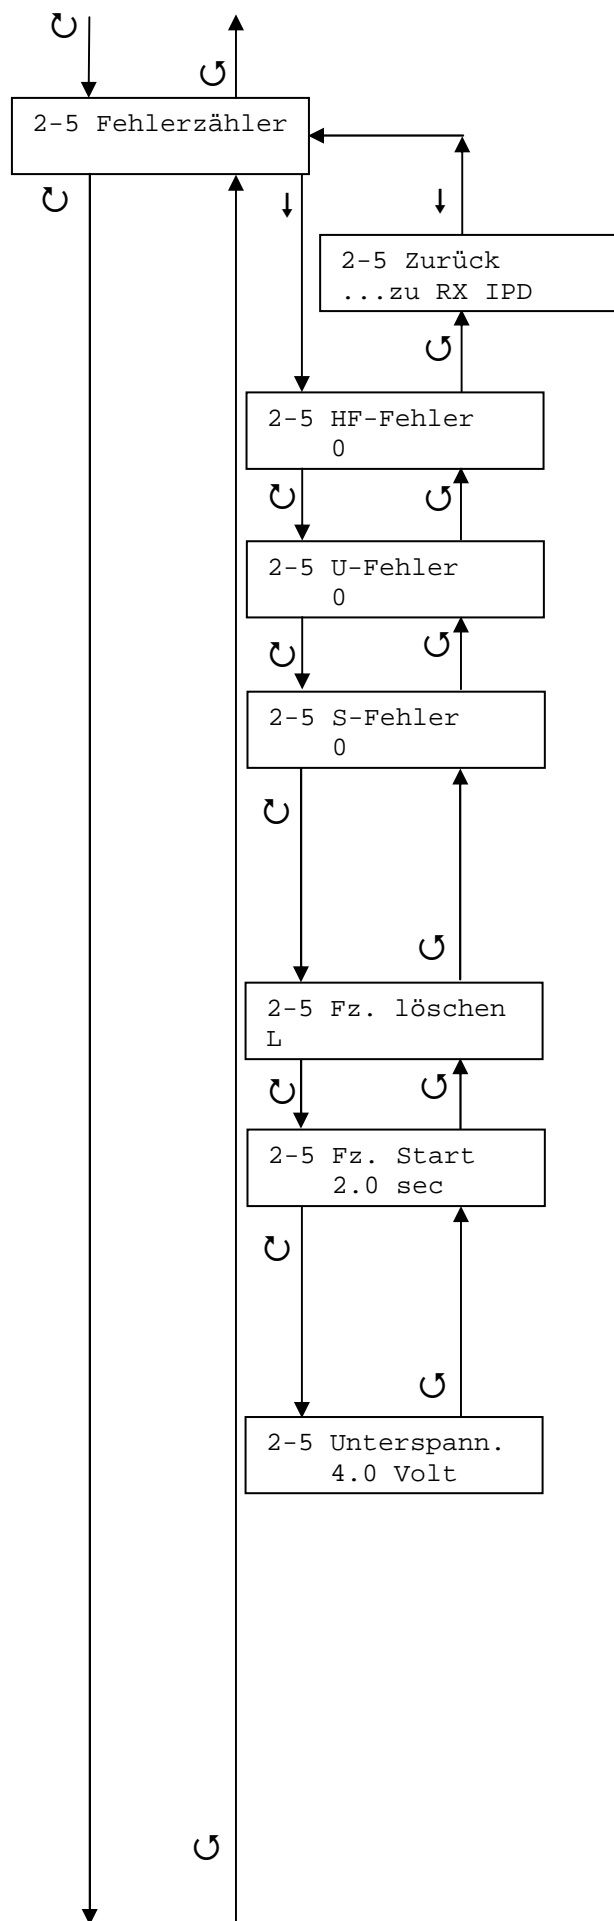 2-5 Fehlerzähler
2-5 Zurück
...zu RX IPD
2-5 HF-Fehler
0
2-5 U-Fehler
0
2-5 S-Fehler
0
2-5 Fz. löschen
L
2-5 Fz. Start
2.0 sec
2-5 Unterspann.
4.0 Volt